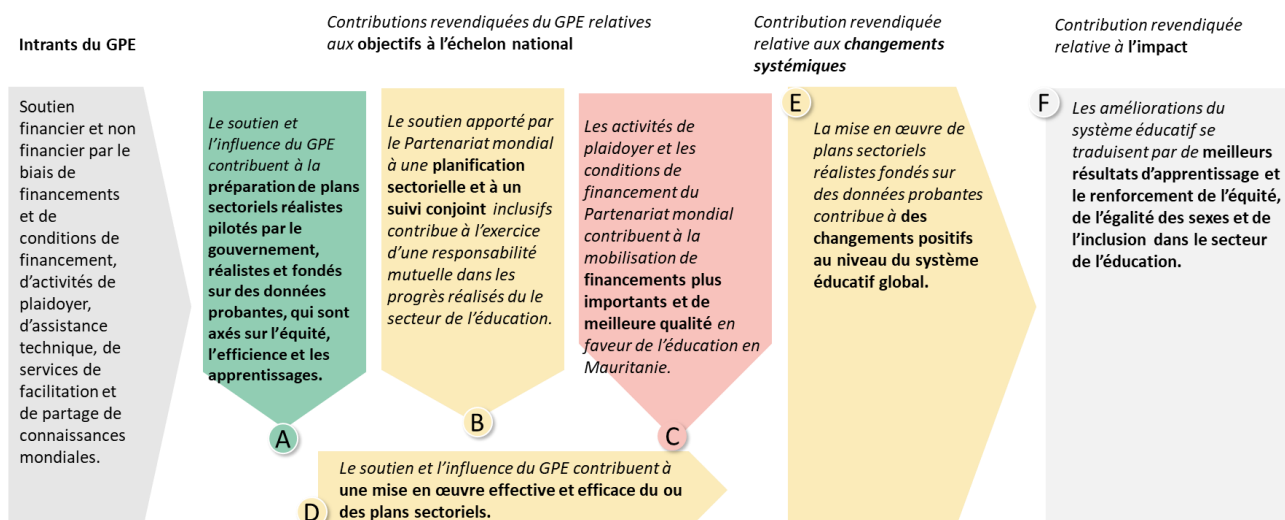 Intrants du GPE
Contributions revendiquées du GPE relatives
aux objectifs à l'échelon national
Contribution revendiquée
relative aux changements
systémiques
Contribution revendiquée
relative à l'impact
Soutien
financier et non
financier par le
biais de
financements
et de
conditions de
financement,
d'activités de
plaidoyer,
d'assistance
technique, de
services de
facilitation et
de partage de
connaissances
mondiales.
Le soutien et
l'influence du GPE
contribuent à la
préparation de plans
sectoriels réalistes
pilotés par le
gouvernement,
réalistes et fondés
sur des données
probantes, qui sont
axés sur l'équité,
l'efficience et les
apprentissages.
A
Le soutien apporté par
le Partenariat mondial
à une planification
sectorielle et à un
suivi conjoint inclusifs
contribue à l'exercice
d'une responsabilité
mutuelle dans les
progrès réalisés du le
secteur de l'éducation.
B
Les activités de
plaidoyer et les
conditions de
financement du
Partenariat mondial
contribuent à la
mobilisation de
financements plus
importants et de
meilleure qualité en
faveur de l'éducation en
Mauritanie.
C
D
Le soutien et l'influence du GPE contribuent à
une mise en œuvre effective et efficace du ou
des plans sectoriels.
E
La mise en œuvre de
plans sectoriels
réalistes fondés sur
des données probantes
contribue à des
changements positifs
au niveau du système
éducatif global.
F
Les améliorations du
système éducatif se
traduisent par de meilleurs
résultats d'apprentissage et
le renforcement de l'équité,
de l'égalité des sexes et de
l'inclusion dans le secteur
de l'éducation.